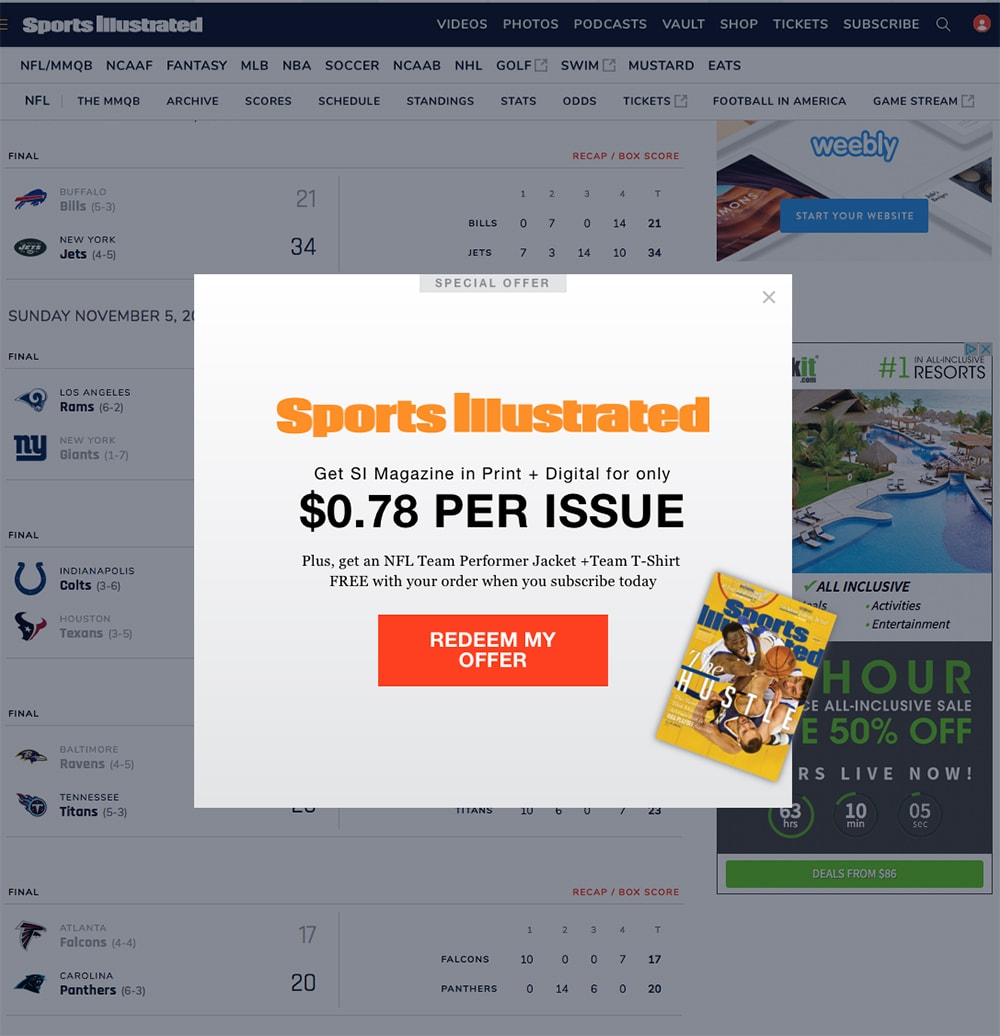 Sports Illustrated
VIDEOS PHOTOS PODCASTS VAULT SHOP TICKETS SUBSCRIBE
NFL/MMQB NCAAF FANTASY MLB NBA SOCCER NCAAB NHL GOLF SWIM MUSTARD EATS
NFL THE MMQB ARCHIVE SCORES SCHEDULE STANDINGS STATS ODDS TICKETS FOOTBALL IN AMERICA GAME STREAM
FINAL RECAP / BOX SCORE
1 2 3 4 T
BUFFALO
Bills (5-3) 21
BILLS 0 7 0 14 21
NEW YORK
Jets (4-5) 34
JETS 7 3 14 10 34
weebly
START YOUR WEBSITE
SUNDAY NOVEMBER 5, 20
FINAL
LOS ANGELES
Rams (6-2)
NEW YORK
Giants (1-7)
FINAL
INDIANAPOLIS
Colts (3-6)
HOUSTON
Texans (3-5)
FINAL
BALTIMORE
Ravens (4-5)
TENNESSEE
Titans (5-3)
TITANS 10 6 0 7 23
FINAL RECAP / BOX SCORE
1 2 3 4 T
ATLANTA
Falcons (4-4) 17
FALCONS 10 0 0 7 17
CAROLINA
Panthers (6-3) 20
PANTHERS 0 14 6 0 20
SPECIAL OFFER
Sports Illustrated
Get SI Magazine in Print + Digital for only
$0.78 PER ISSUE
Plus, get an NFL Team Performer Jacket +Team T-Shirt
FREE with your order when you subscribe today
REDEEM MY
OFFER
Sports
Illustrated
The
HUSTLE
kit
.com
#1 IN ALL-INCLUSIVE
RESORTS
ALL INCLUSIVE
• Activities
• Entertainment
HOUR
CE ALL-INCLUSIVE SALE
E 50% OFF
RS LIVE NOW!
63 10 05
hrs min sec
DEALS FROM $86